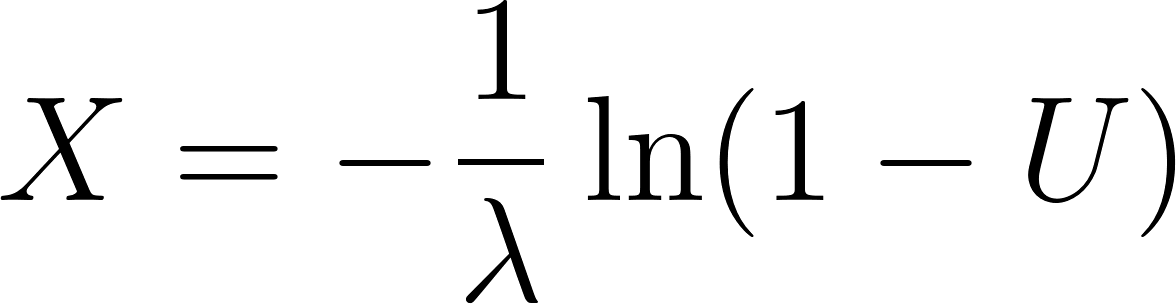 X = -\frac{1}{\lambda} \ln(1 - U)